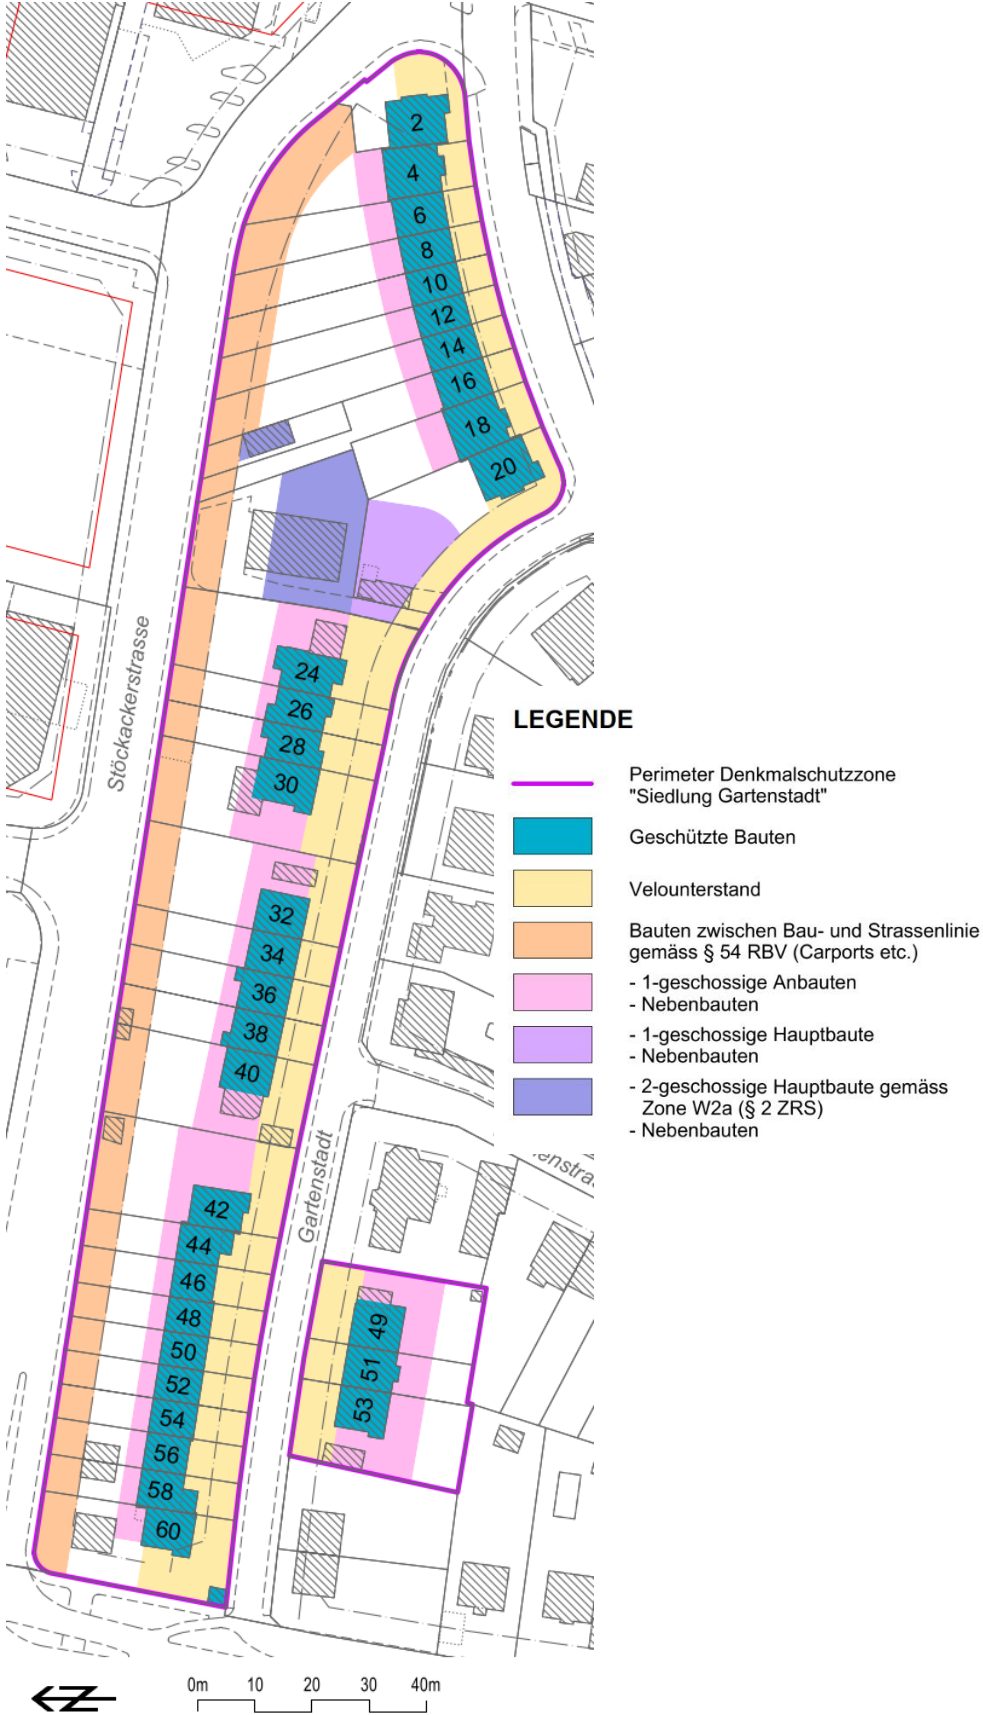 2
4
6
8
10
12
14
16
18
20
Stöckackerstrasse
24
26
28
30
32
34
36
38
40
Gartenstadt
42
44
46
48
50
52
54
56
58
60
49
51
53
LEGENDE
Perimeter Denkmalschutzzone
"Siedlung Gartenstadt"
Geschützte Bauten
Velounterstand
Bauten zwischen Bau- und Strassenlinie
gemäss § 54 RBV (Carports etc.)
- 1-geschossige Anbauten
- Nebenbauten
- 1-geschossige Hauptbaute
- Nebenbauten
- 2-geschossige Hauptbaute gemäss
Zone W2a (§ 2 ZRS)
- Nebenbauten
N
0m 10 20 30 40m